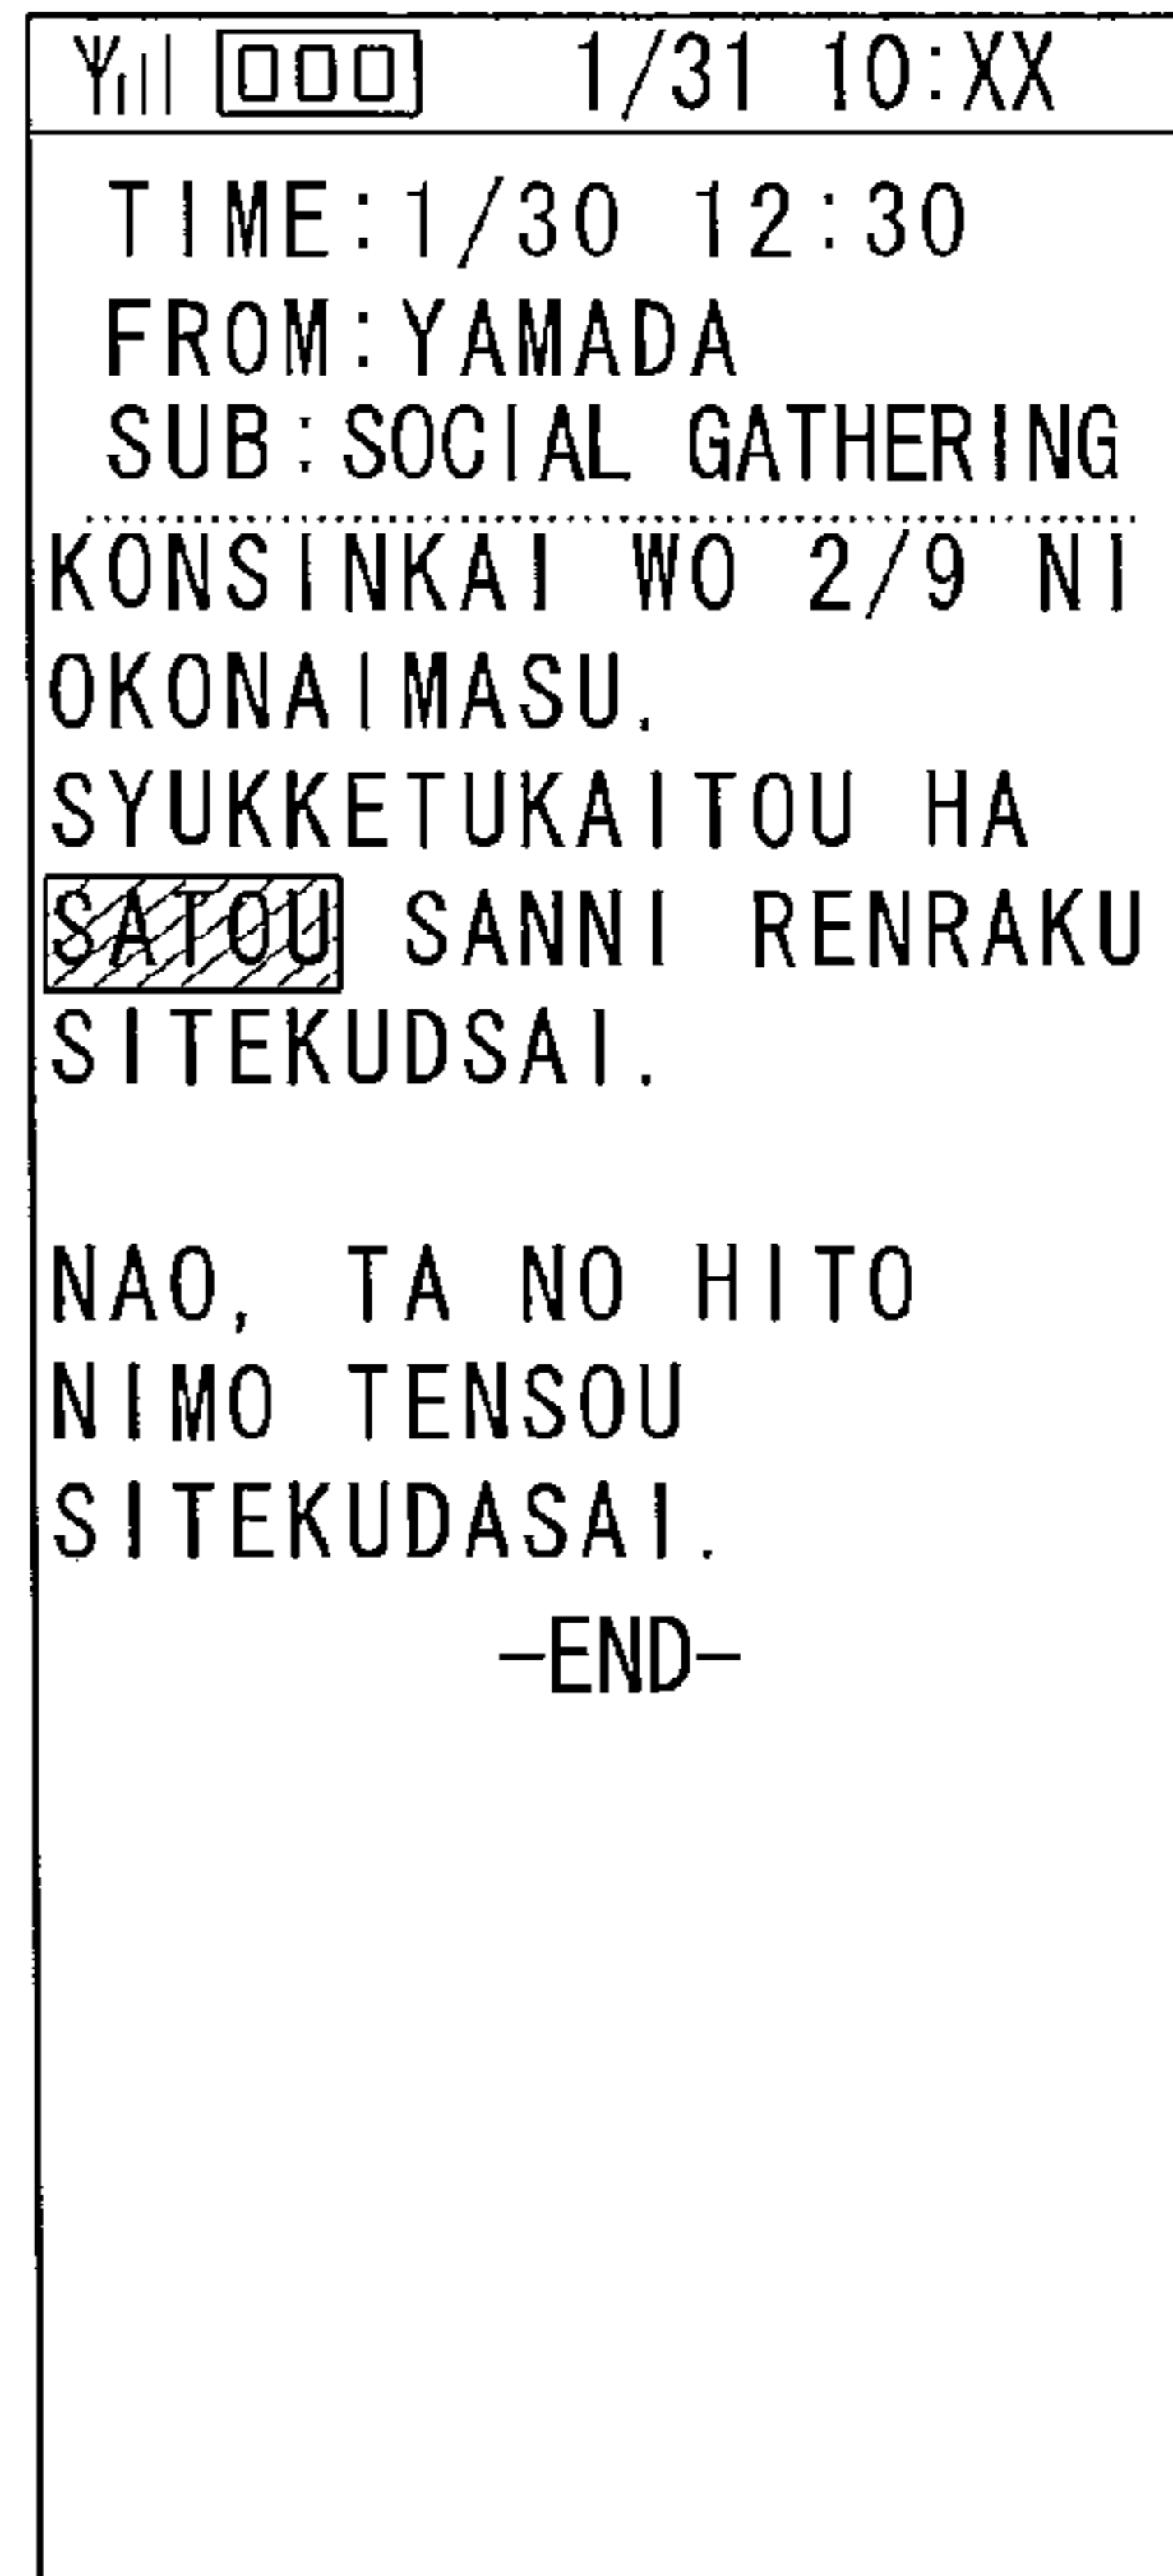 1/31 10:XX
TIME:1/30 12:30
FROM:YAMADA
SUB:SOCIAL GATHERING
KONSINKAI WO 2/9 NI
OKONAIMASU.
SYUKKETUKAITOU HA
SATOU SANNI RENRAKU
SITEKUDSAI.
NAO, TA NO HITO
NIMO TENSOU
SITEKUDASAI.
-END-